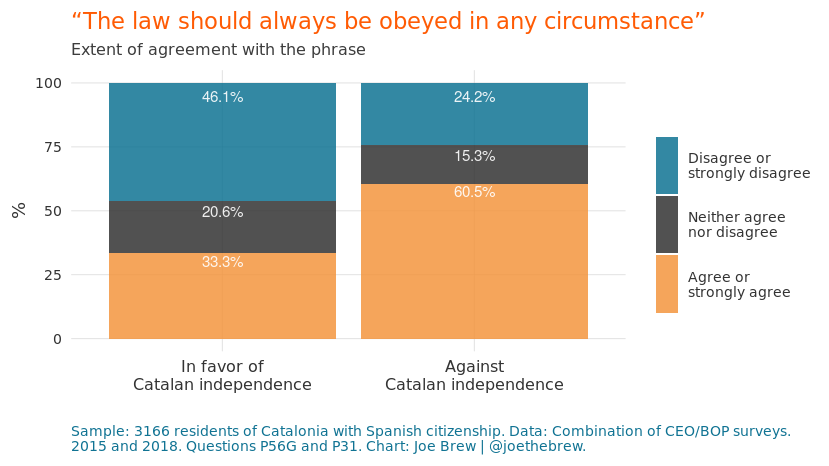 “The law should always be obeyed in any circumstance”
Extent of agreement with the phrase
100
75
50
25
0
%
46.1%
20.6%
33.3%
24.2%
15.3%
60.5%
In favor of
Catalan independence
Against
Catalan independence
Disagree or
strongly disagree
Neither agree
nor disagree
Agree or
strongly agree
Sample: 3166 residents of Catalonia with Spanish citizenship. Data: Combination of CEO/BOP surveys.
2015 and 2018. Questions P56G and P31. Chart: Joe Brew | @joethebrew.